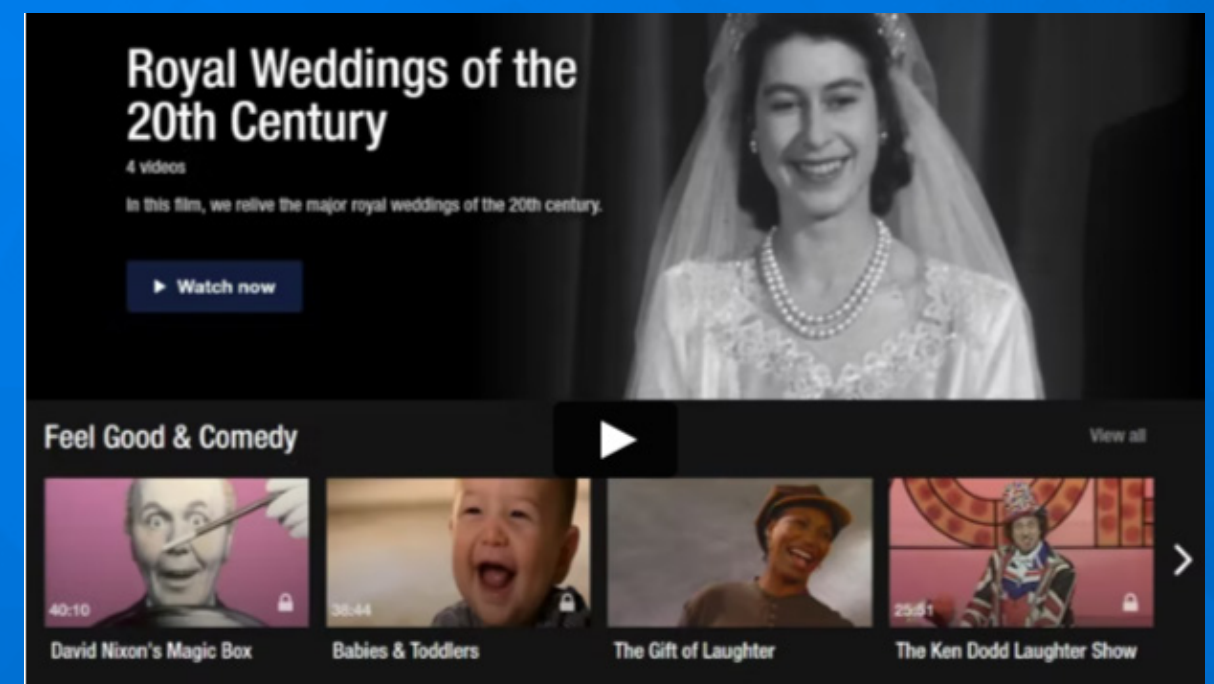 Royal Weddings of the
20th Century
4 videos
In this film, we relive the major royal weddings of the 20th century.
Watch now
Feel Good & Comedy
View all
40:10
38:44
25:51
David Nixon's Magic Box
Babies & Toddlers
The Gift of Laughter
The Ken Dodd Laughter Show